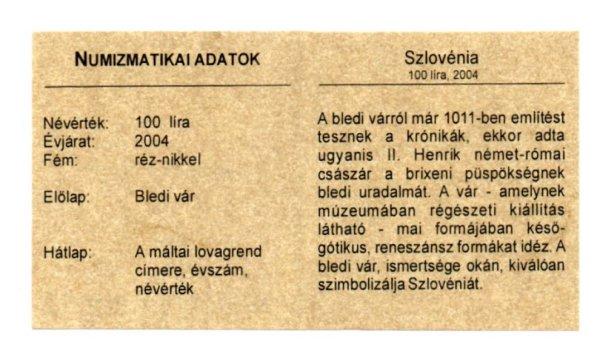 NUMIZMATIKAI ADATOK
Névérték: 100 lira
Évjárat: 2004
Fém: réz-nikkel
Előlap: Bledi vár
Hátlap: A máltai lovagrend
címere, évszám,
névérték
Szlovénia
100 lira, 2004
A bledi várról már 1011-ben említést
tesznek a krónikák, ekkor adta
ugyanis II. Henrik német-római
császár a brixeni püspökségnek
bledi uradalmát. A vár - amelynek
múzeumában régészeti kiállítás
látható - mai formájában késő-
gótikus, reneszánsz formákat idéz. A
bledi vár, ismertsége okán, kiválóan
szimbolizálja Szlovéniát.